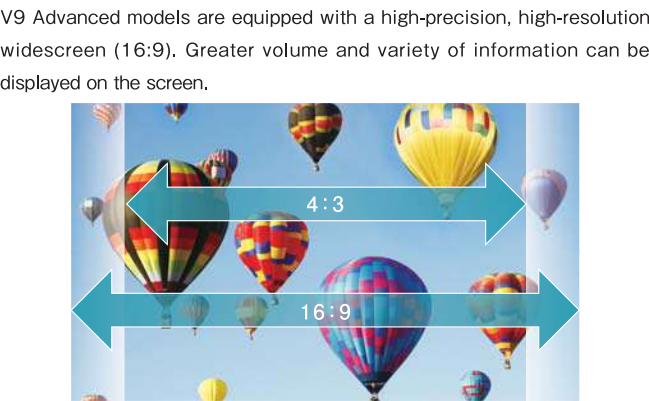 V9 Advanced models are equipped with a high-precision, high-resolution
widescreen (16:9). Greater volume and variety of information can be
displayed on the screen.
4:3
16:9